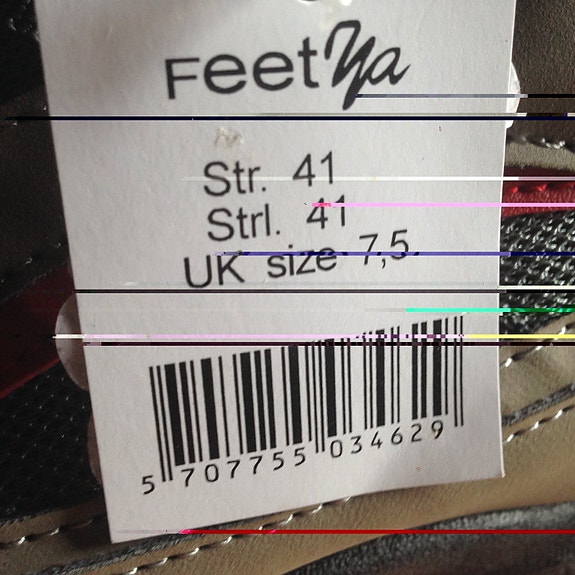 FeetYa
Str. 41
Strl. 41
UK size 7,5
5 707755 034629